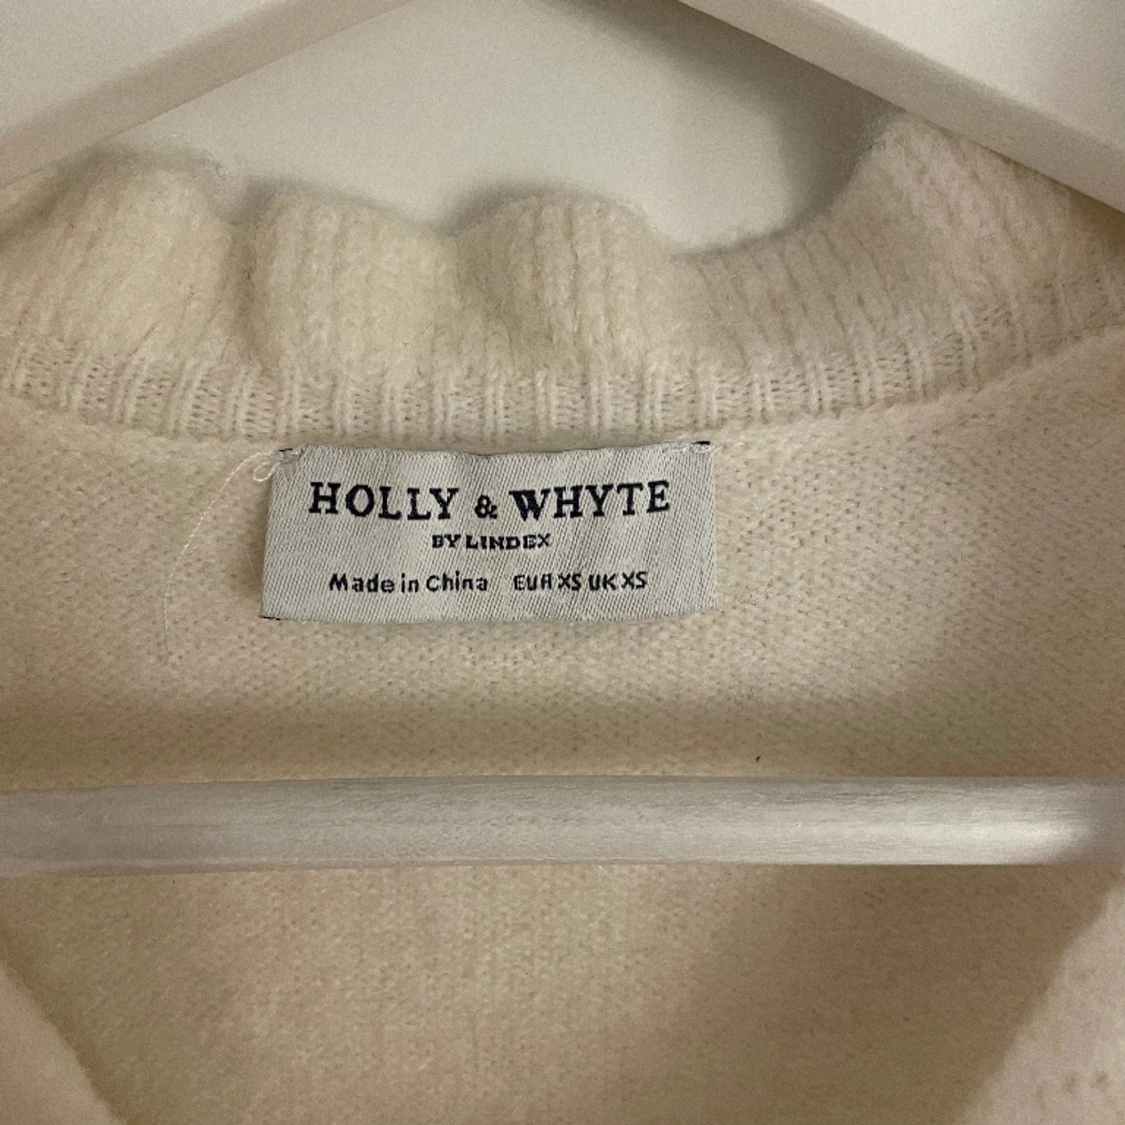 HOLLY & WHYTE
BY LINDEX
Made in China EUR XS UK XS